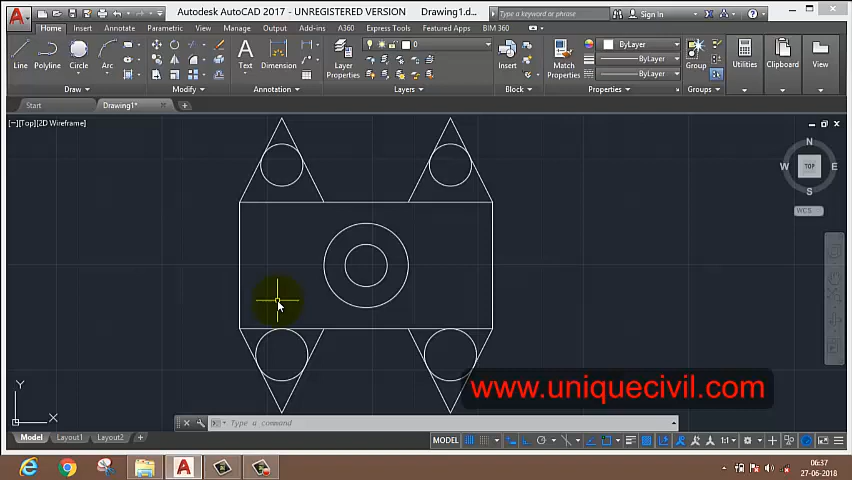 Autodesk AutoCAD 2017 - UNREGISTERED VERSION Drawing1.d...
Type a keyword or phrase
Sign In
Home Insert Annotate Parametric View Manage Output Add-ins A360 Express Tools Featured Apps BIM 360
Line Polyline Circle Arc Text Dimension Layer Properties 0 Insert Match Properties ByLayer Group Utilities Clipboard View
ByLayer
ByLayer
Draw Modify Annotation Layers Block Properties Groups
Start Drawing1*
[–][Top][2D Wireframe]
N
W TOP E
S
WCS
www.uniquecivil.com
Y
X
Type a command
Model Layout1 Layout2 MODEL 1:1
06:37
27-06-2018